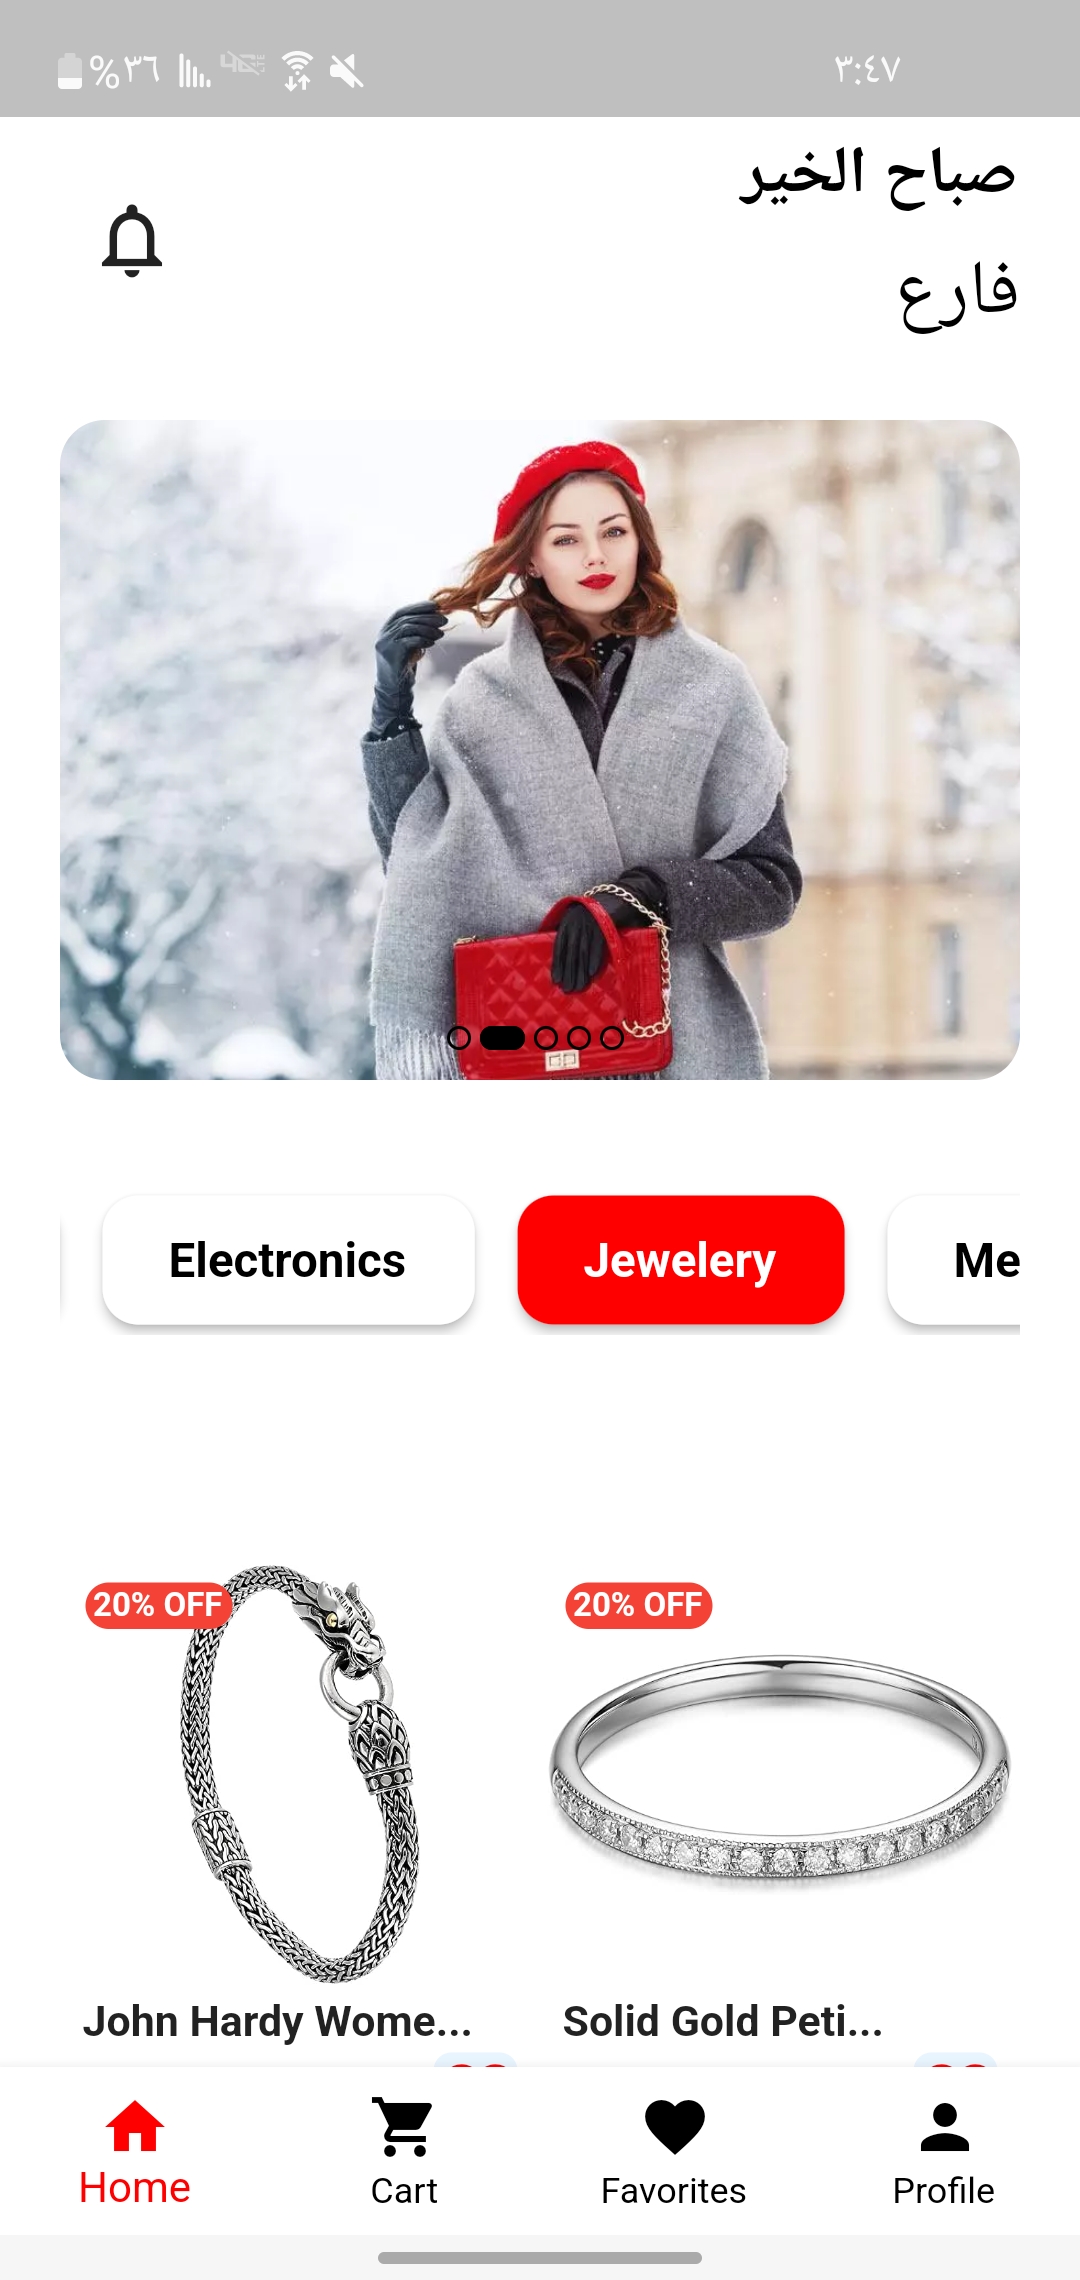 %٣٦
٣:٤٧
صباح الخير
فارع
Electronics
Jewelery
Me
20% OFF
20% OFF
John Hardy Wome...
Solid Gold Peti...
Home
Cart
Favorites
Profile